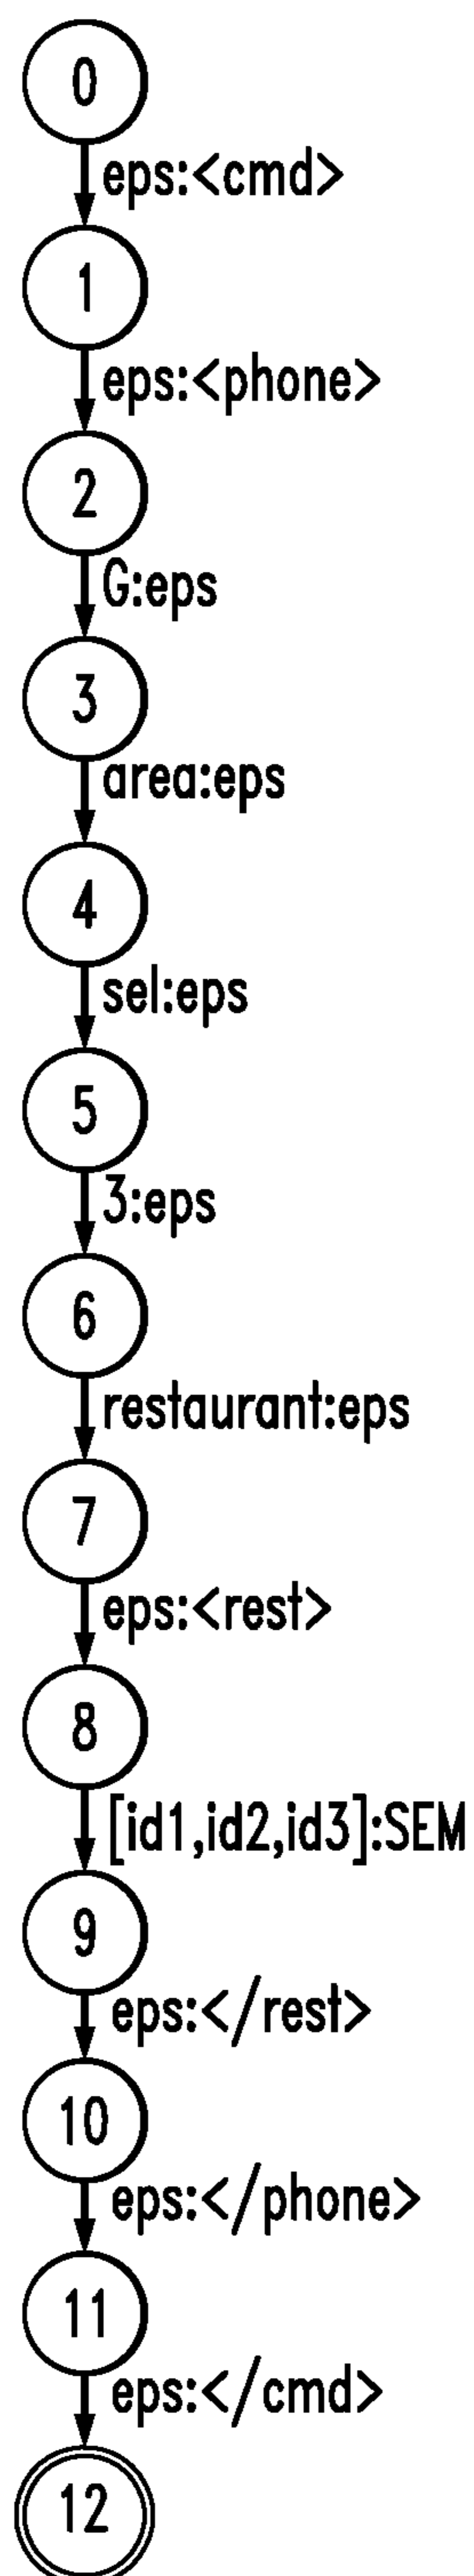 0
eps:<cmd>
1
eps:<phone>
2
G:eps
3
area:eps
4
sel:eps
5
3:eps
6
restaurant:eps
7
eps:<rest>
8
[id1,id2,id3]:SEM
9
eps:</rest>
10
eps:</phone>
11
eps:</cmd>
12